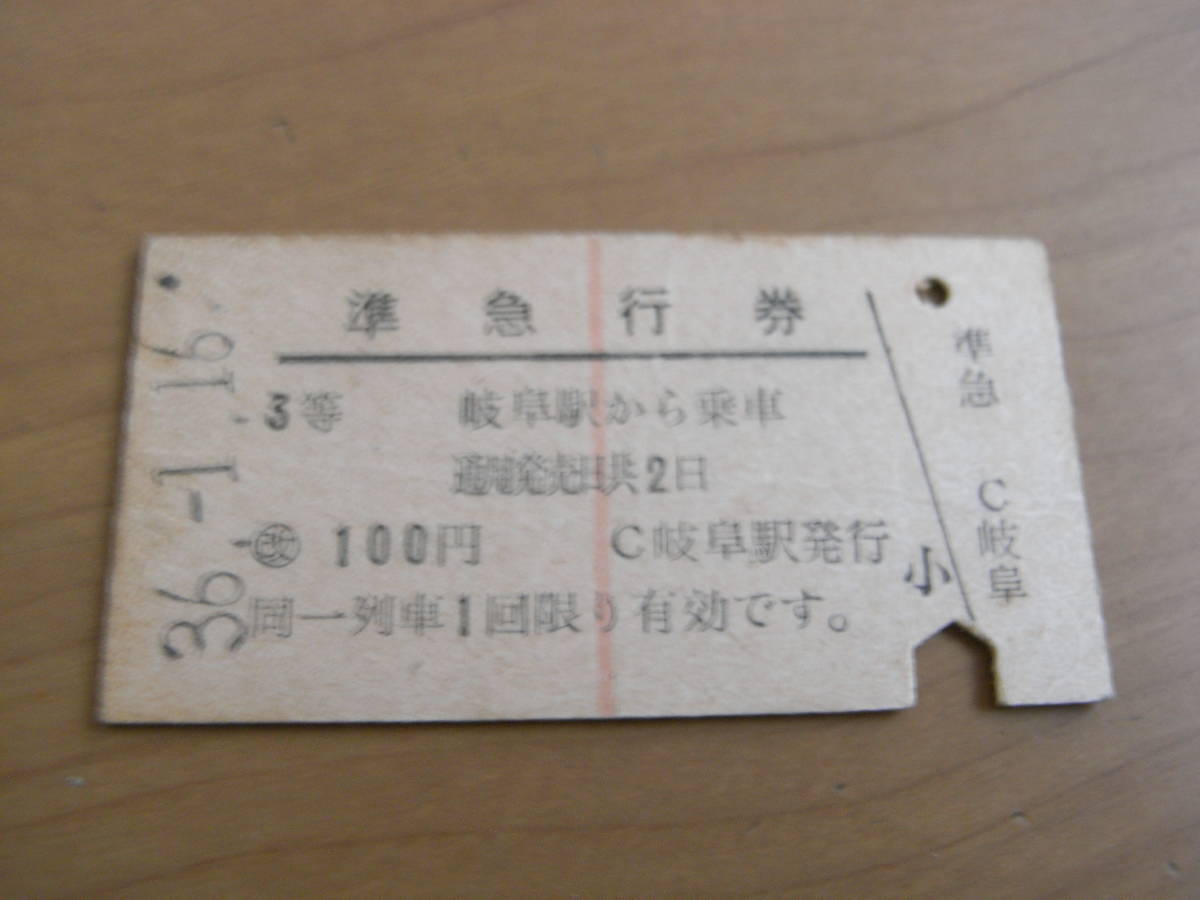 準急行券
3等 岐阜駅から乗車
通用発売日共2日
100円 C岐阜駅発行
同一列車1回限り有効です。
小
準急 C岐阜
36-1.16